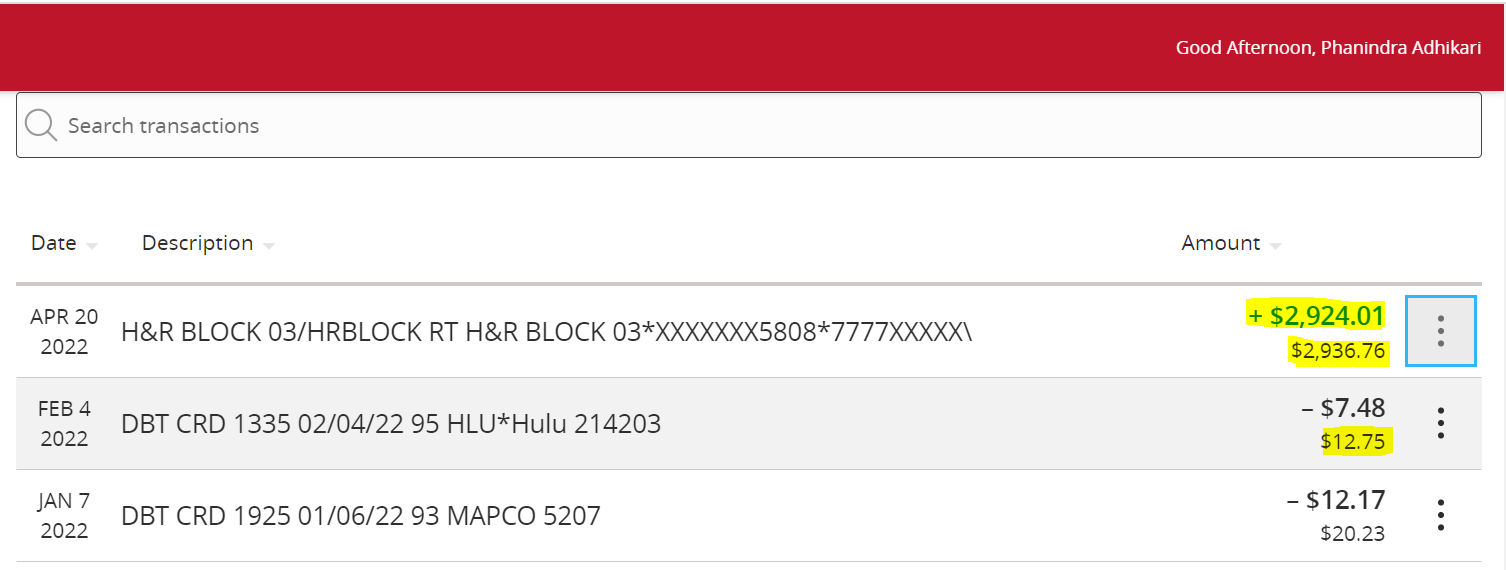 Good Afternoon, Phanindra Adhikari
Search transactions
Date Description Amount
APR 20 2022 H&R BLOCK 03/HRBLOCK RT H&R BLOCK 03*XXXXXXX5808*7777XXXXX\ + $2,924.01
$2,936.76
FEB 4 2022 DBT CRD 1335 02/04/22 95 HLU*Hulu 214203 – $7.48
$12.75
JAN 7 2022 DBT CRD 1925 01/06/22 93 MAPCO 5207 – $12.17
$20.23